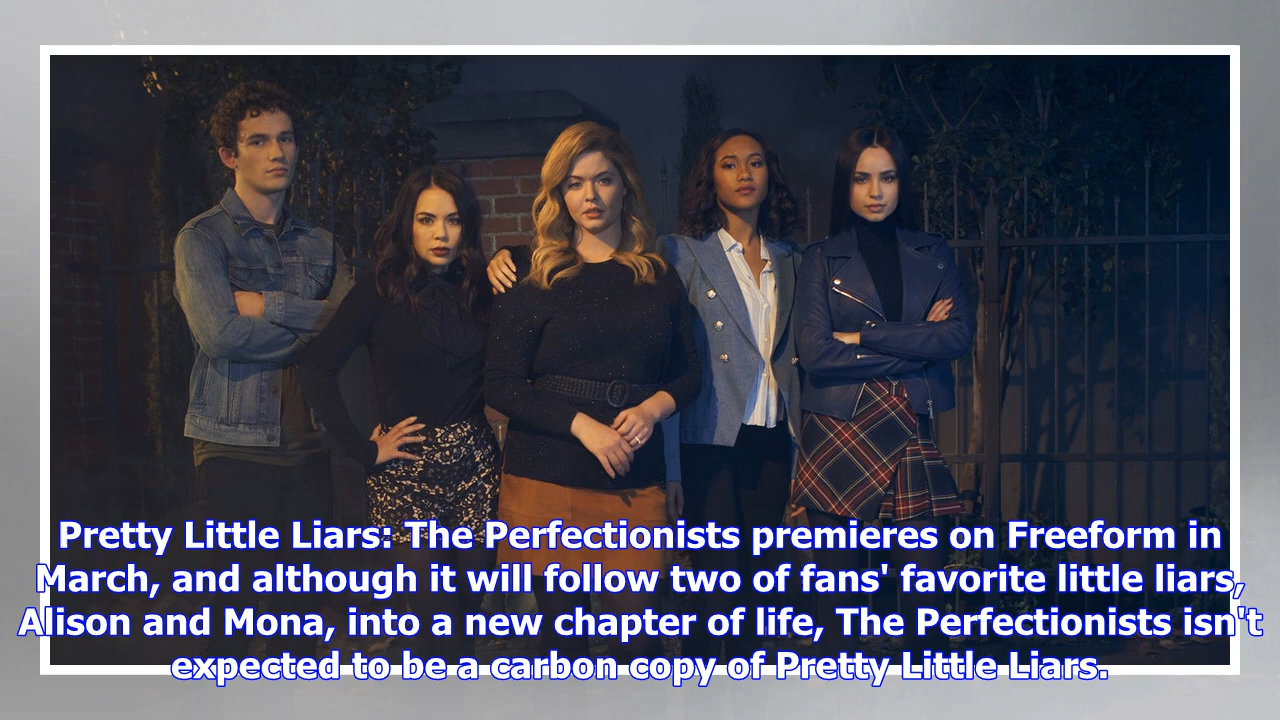 Pretty Little Liars: The Perfectionists premieres on Freeform in
March, and although it will follow two of fans' favorite little liars,
Alison and Mona, into a new chapter of life, The Perfectionists isn't
expected to be a carbon copy of Pretty Little Liars.